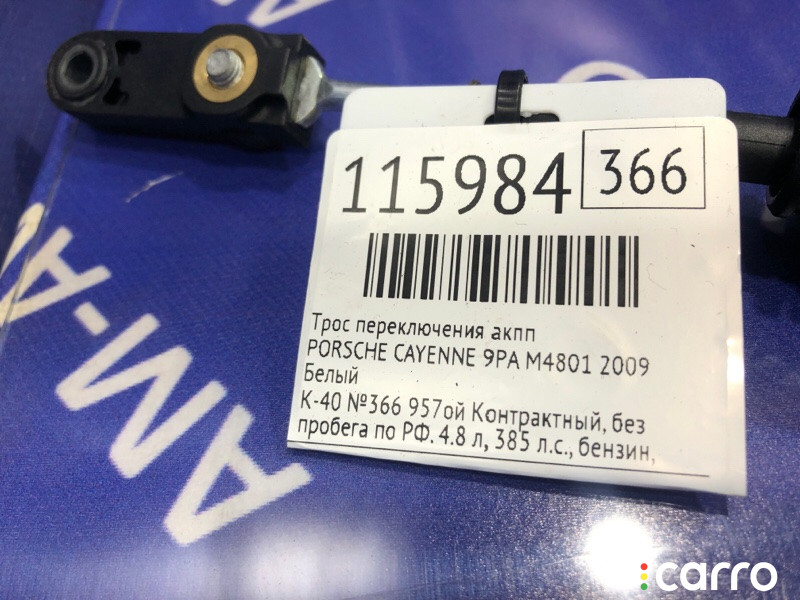 115984 366
Трос переключения акпп
PORSCHE CAYENNE 9PA M4801 2009
Белый
К-40 №366 957ой Контрактный, без
пробега по РФ. 4.8 л, 385 л.с., бензин,
AM-A
carro